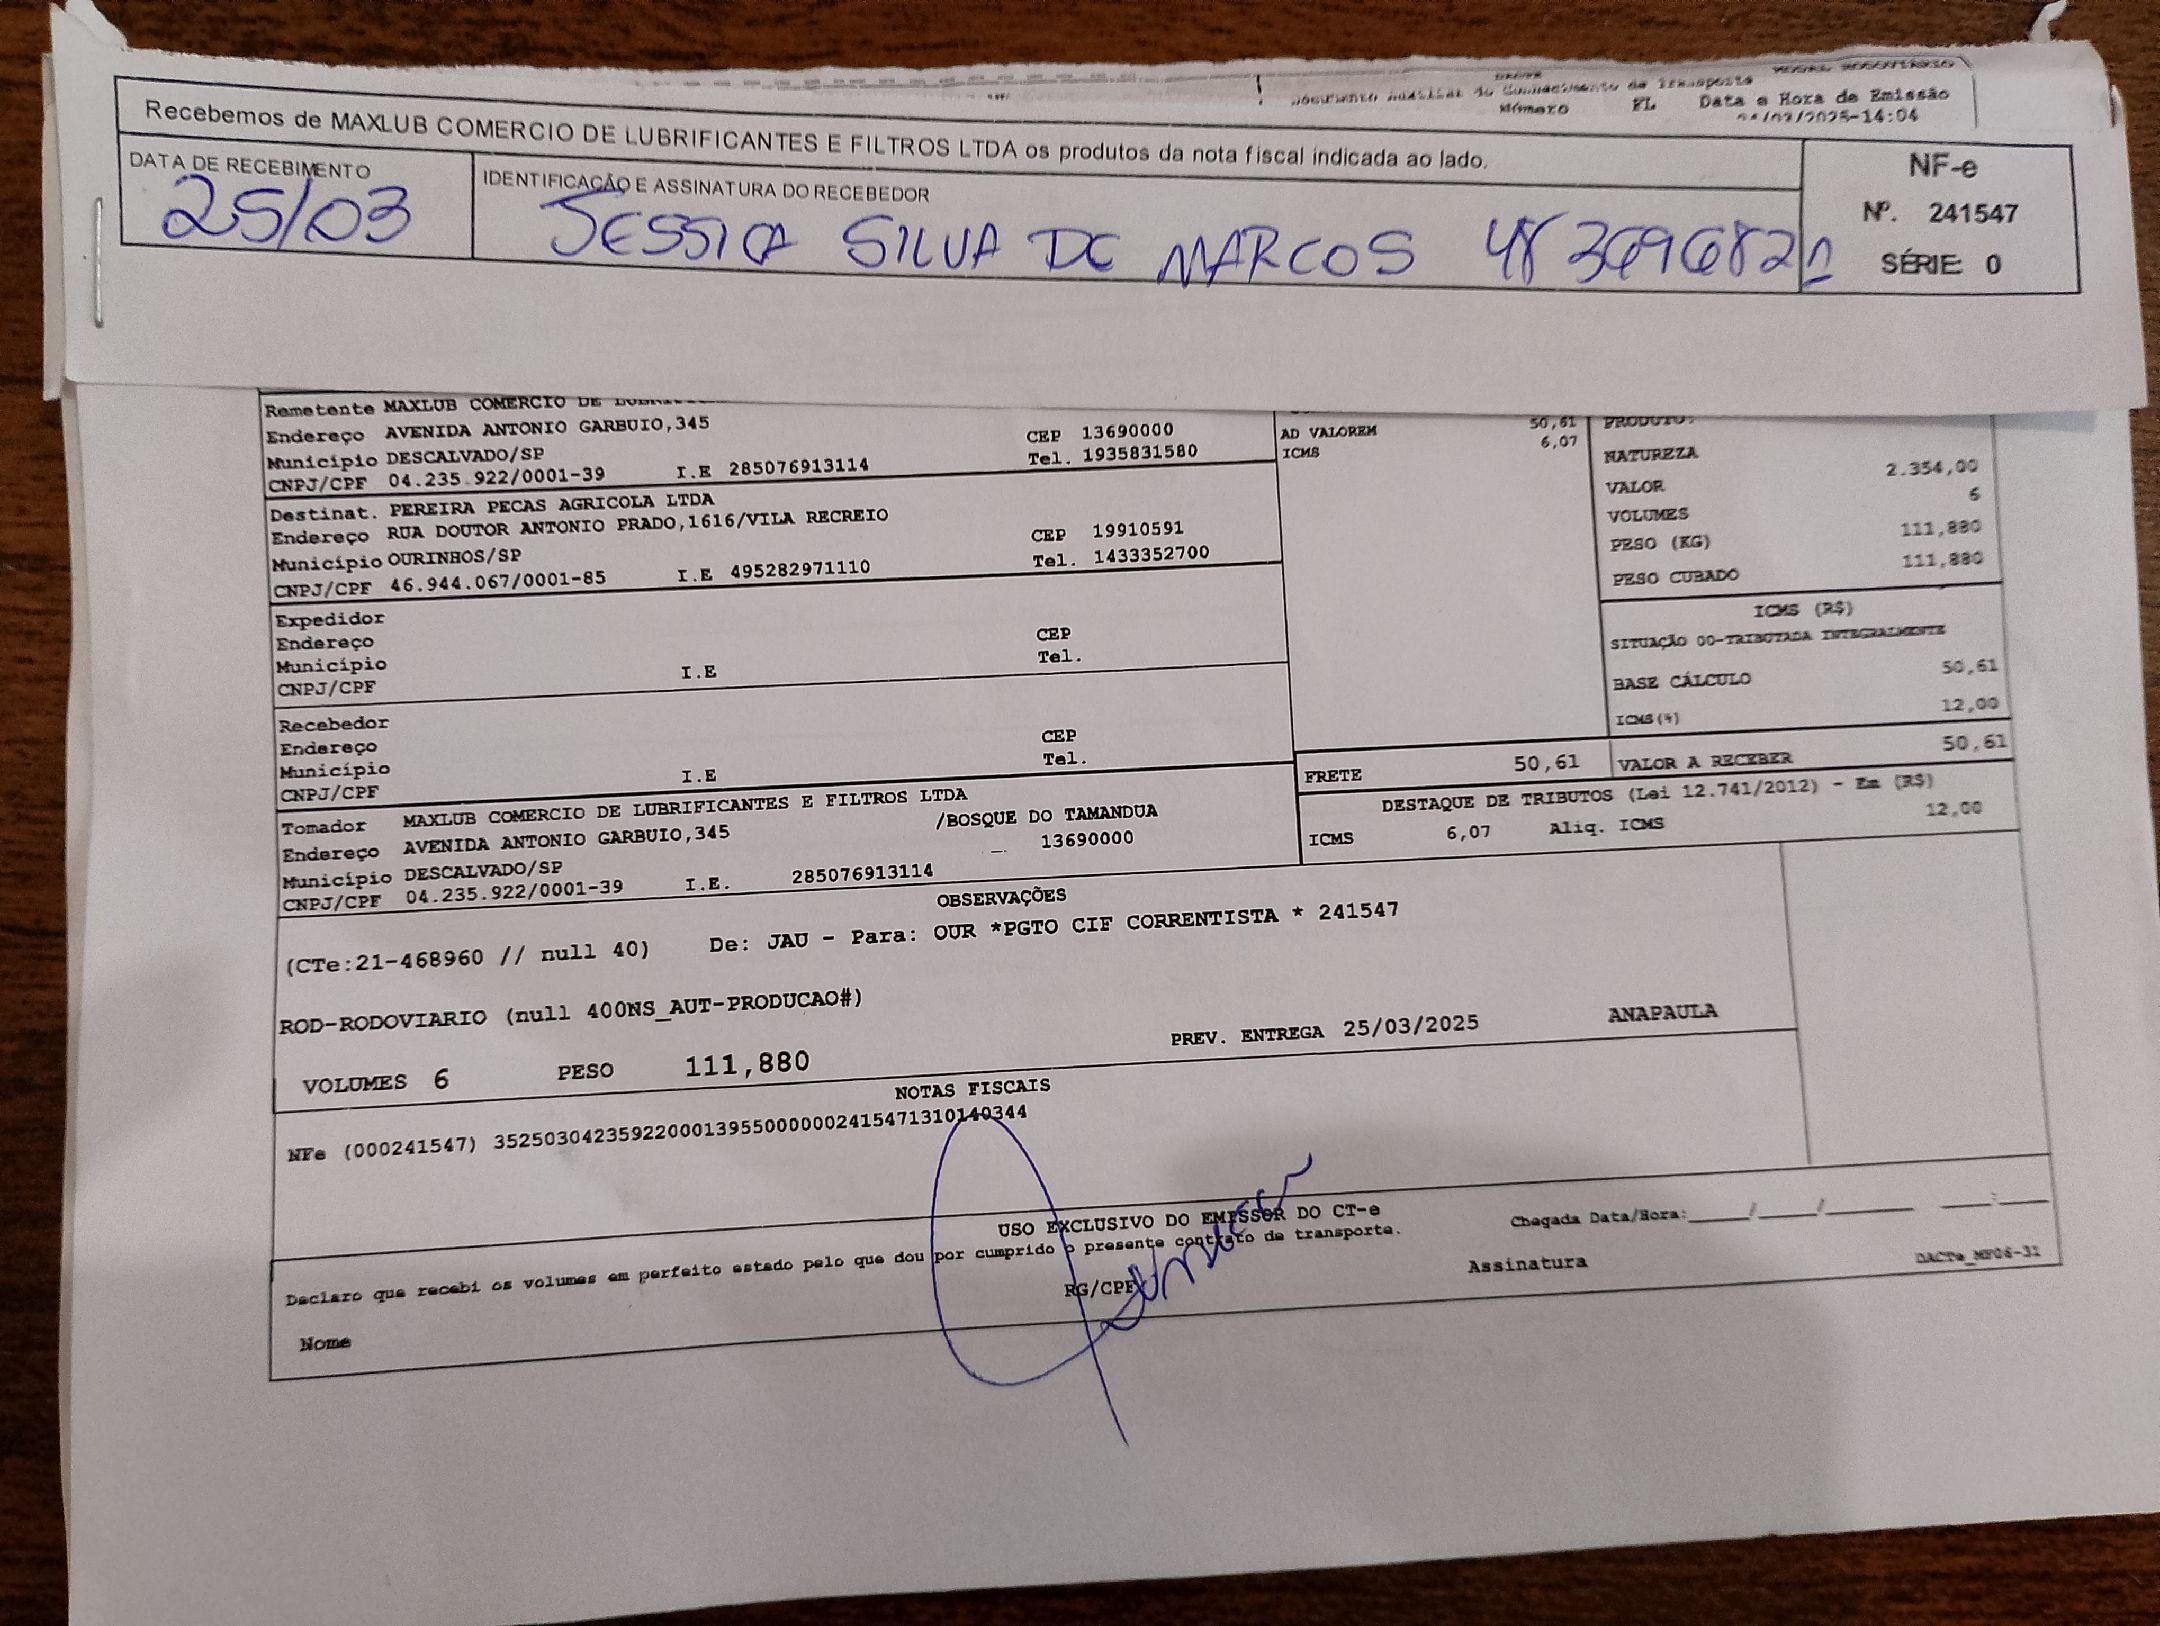 MODAL RODOVIÁRIO
Documento Auxiliar do Conhecimento de Transporte
Número FL Data e Hora de Emissão
/2025-14:04
Recebemos de MAXLUB COMERCIO DE LUBRIFICANTES E FILTROS LTDA os produtos da nota fiscal indicada ao lado.
DATA DE RECEBIMENTO
25/03
IDENTIFICAÇÃO E ASSINATURA DO RECEBEDOR
JESSICA SILVA DE MARCOS
NF-e
Nº. 241547
SÉRIE: 0
Remetente MAXLUB COMERCIO DE
Endereço AVENIDA ANTONIO GARBUIO,345
CEP 13690000
Município DESCALVADO/SP
Tel. 1935831580
CNPJ/CPF 04.235.922/0001-39 I.E 285076913114
Destinat. PEREIRA PECAS AGRICOLA LTDA
Endereço RUA DOUTOR ANTONIO PRADO,1616/VILA RECREIO
CEP 19910591
Município OURINHOS/SP
Tel. 1433352700
CNPJ/CPF 46.944.067/0001-85 I.E 495282971110
Expedidor
Endereço
CEP
Município
Tel.
CNPJ/CPF I.E
Recebedor
Endereço
CEP
Município
Tel.
CNPJ/CPF I.E
Tomador MAXLUB COMERCIO DE LUBRIFICANTES E FILTROS LTDA
Endereço AVENIDA ANTONIO GARBUIO,345 /BOSQUE DO TAMANDUA
Município DESCALVADO/SP 13690000
CNPJ/CPF 04.235.922/0001-39 I.E. 285076913114
50,61
AD VALOREM 6,07
ICMS
PRODUTO.
NATUREZA
VALOR 2.354,00
VOLUMES 6
PESO (KG) 111,880
PESO CUBADO 111,880
ICMS (R$)
SITUAÇÃO 00-TRIBUTADA INTEGRALMENTE
BASE CÁLCULO 50,61
ICMS(%) 12,00
FRETE 50,61 VALOR A RECEBER 50,61
DESTAQUE DE TRIBUTOS (Lei 12.741/2012) - Em (R$)
ICMS 6,07 Aliq. ICMS 12,00
OBSERVAÇÕES
(CTe:21-468960 // null 40) De: JAU - Para: OUR *PGTO CIF CORRENTISTA * 241547
ROD-RODOVIARIO (null 400NS_AUT-PRODUCAO#)
PREV. ENTREGA 25/03/2025 ANAPAULA
VOLUMES 6 PESO 111,880
NOTAS FISCAIS
NFe (000241547) 35250304235922000139550000002415471310140344
USO EXCLUSIVO DO EMISSOR DO CT-e
Declaro que recebi os volumes em perfeito estado pelo que dou por cumprido o presente contrato de transporte.
Chegada Data/Hora:____/____/______ ____:____
Nome RG/CPF Assinatura
DACTe_MF06-31